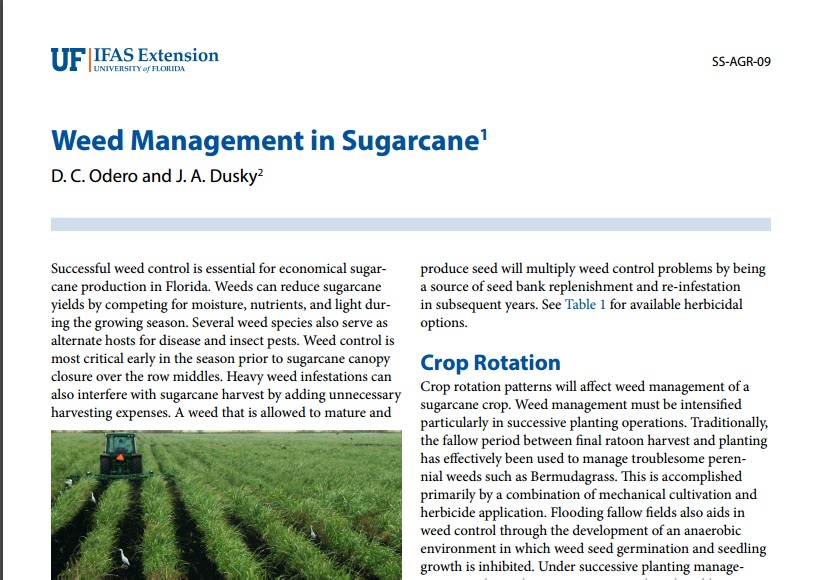 UF IFAS Extension
UNIVERSITY of FLORIDA
SS-AGR-09
Weed Management in Sugarcane1
D. C. Odero and J. A. Dusky2
Successful weed control is essential for economical sugar-
cane production in Florida. Weeds can reduce sugarcane
yields by competing for moisture, nutrients, and light dur-
ing the growing season. Several weed species also serve as
alternate hosts for disease and insect pests. Weed control is
most critical early in the season prior to sugarcane canopy
closure over the row middles. Heavy weed infestations can
also interfere with sugarcane harvest by adding unnecessary
harvesting expenses. A weed that is allowed to mature and
produce seed will multiply weed control problems by being
a source of seed bank replenishment and re-infestation
in subsequent years. See Table 1 for available herbicidal
options.
Crop Rotation
Crop rotation patterns will affect weed management of a
sugarcane crop. Weed management must be intensified
particularly in successive planting operations. Traditionally,
the fallow period between final ratoon harvest and planting
has effectively been used to manage troublesome peren-
nial weeds such as Bermudagrass. This is accomplished
primarily by a combination of mechanical cultivation and
herbicide application. Flooding fallow fields also aids in
weed control through the development of an anaerobic
environment in which weed seed germination and seedling
growth is inhibited. Under successive planting manage-